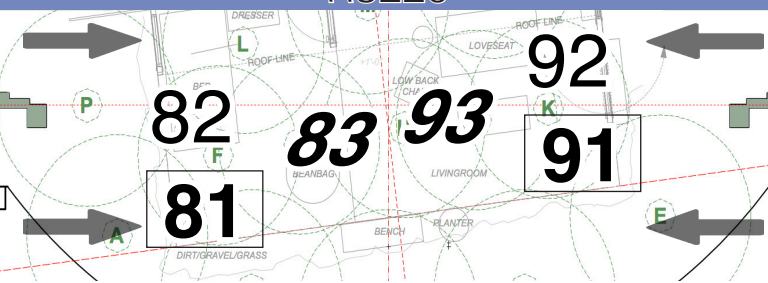 DRESSER
L
ROOF LINE
LOVESEAT
ROOF LINE
92
P
82
LOW BACK
83
93
K
F
91
BEANBAG
LIVINGROOM
81
A
BENCH
PLANTER
E
DIRT/GRAVEL/GRASS